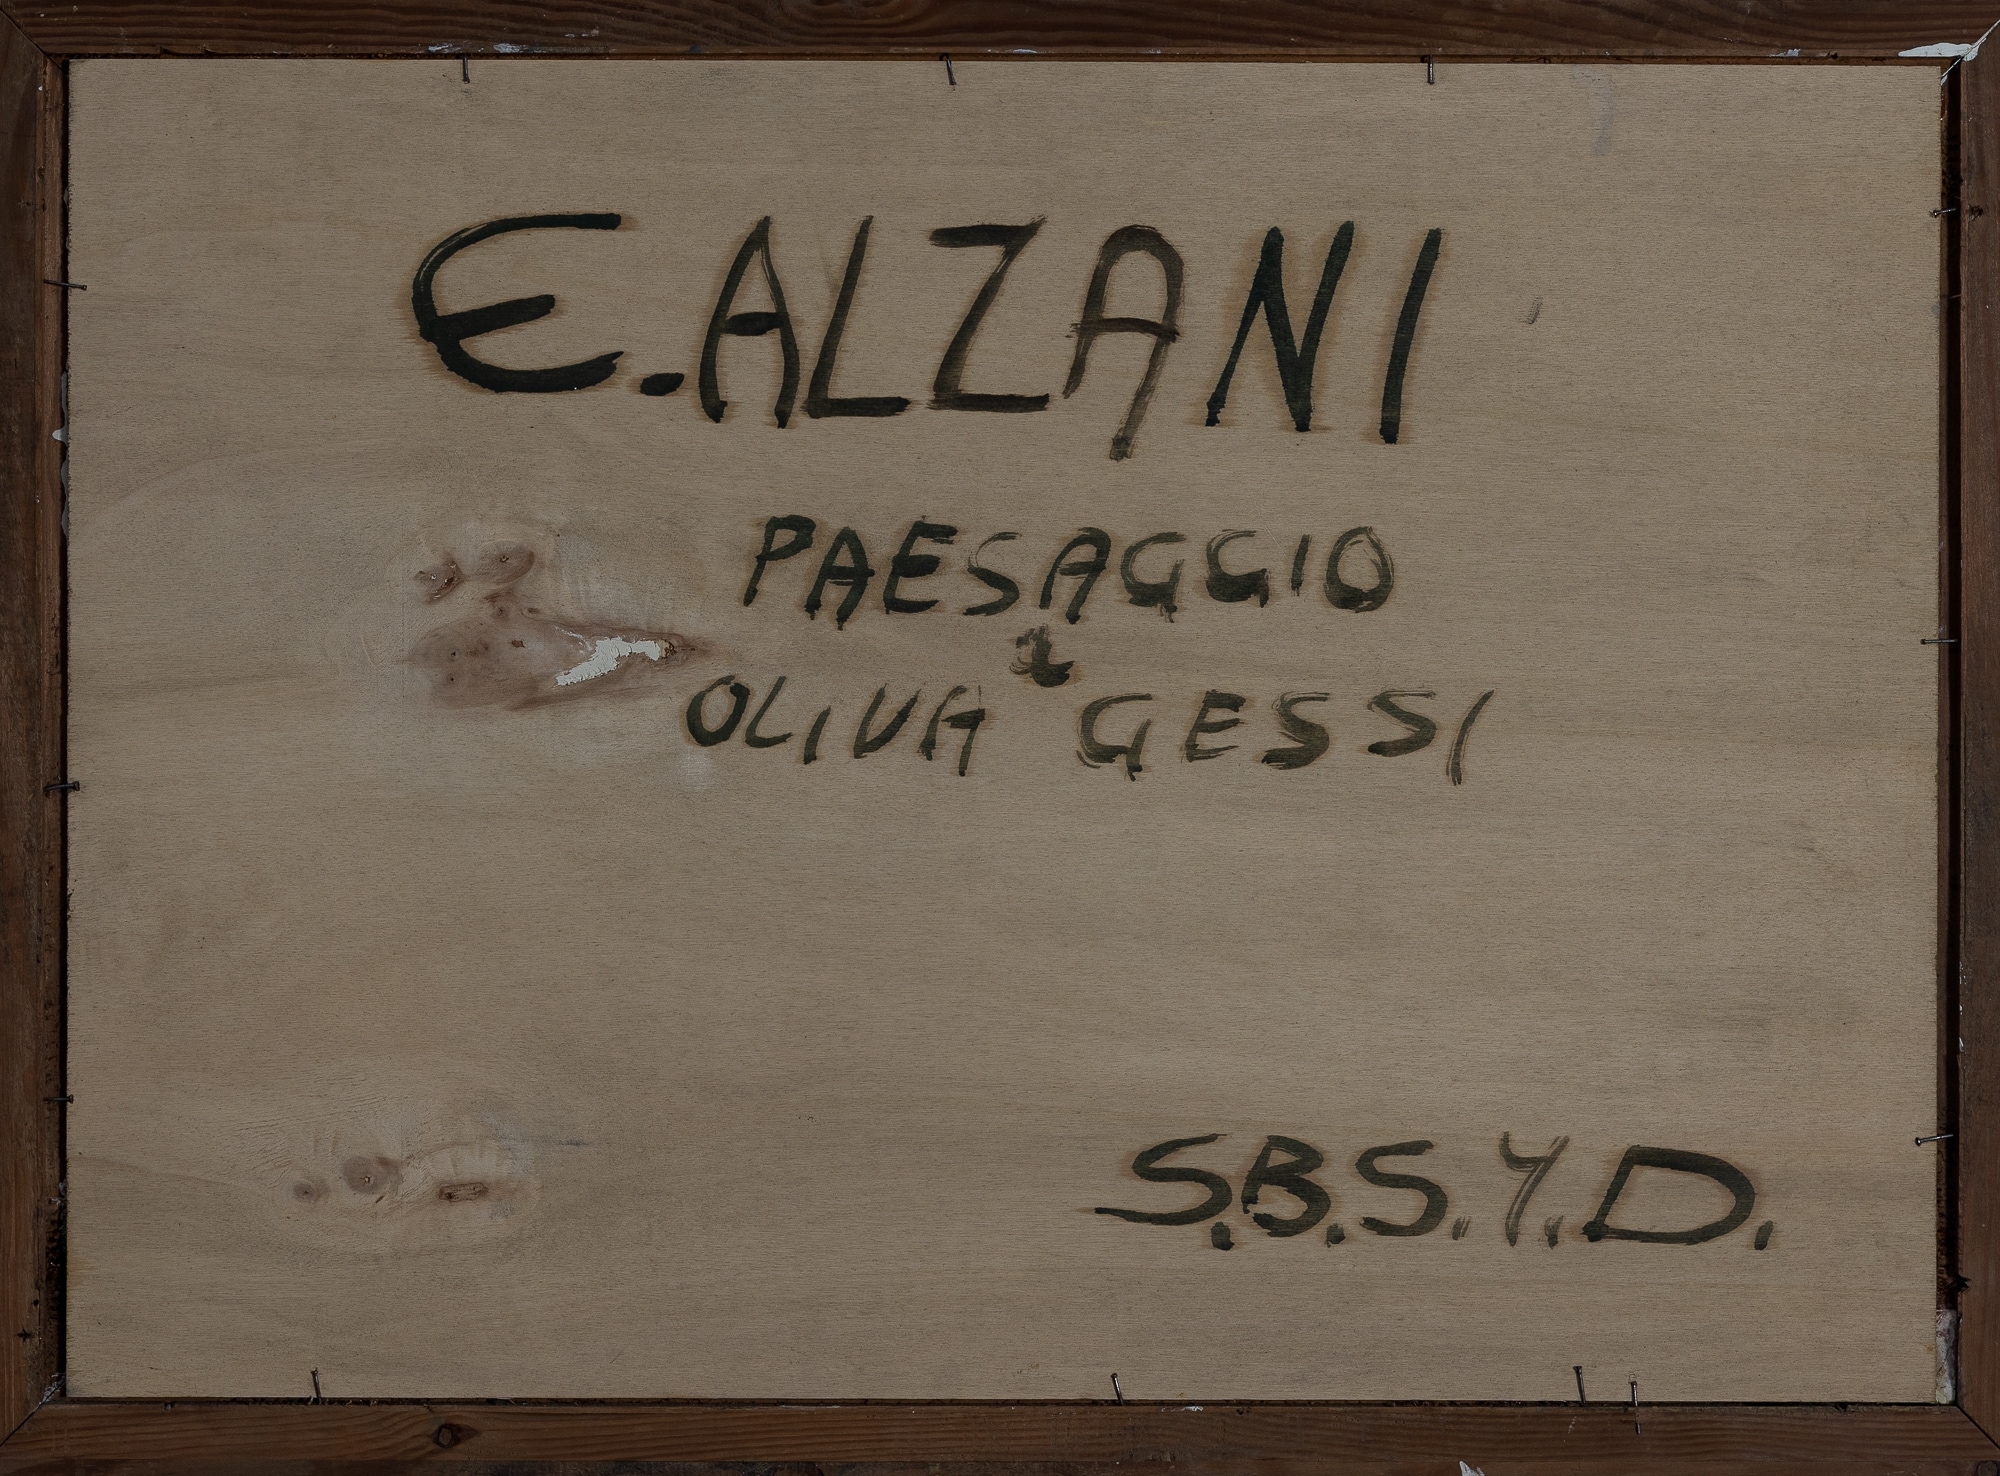 E. ALZANI
PAESAGGIO
a
OLIVA GESSI
S.B.S.Y.D.